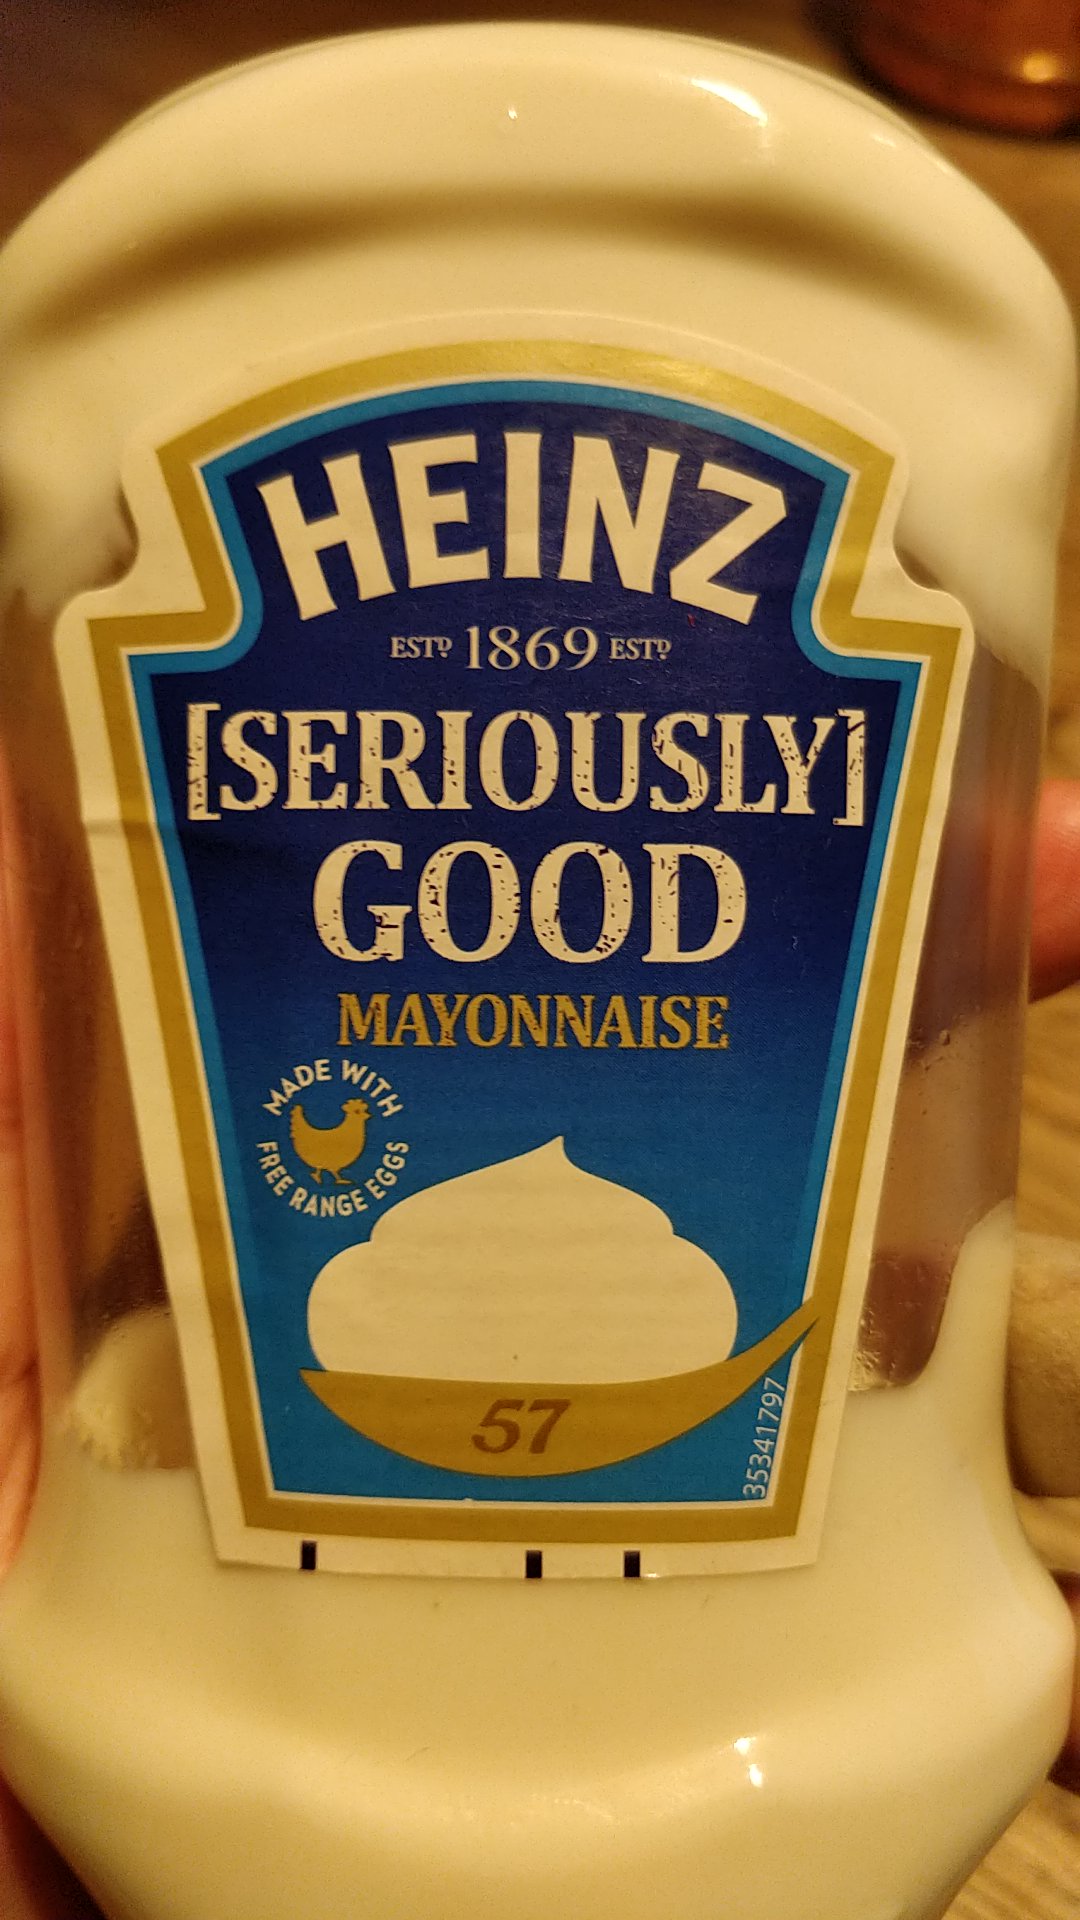 HEINZ
ESTD 1869 ESTD
[SERIOUSLY]
GOOD
MAYONNAISE
MADE WITH
FREE RANGE EGGS
57
35341797